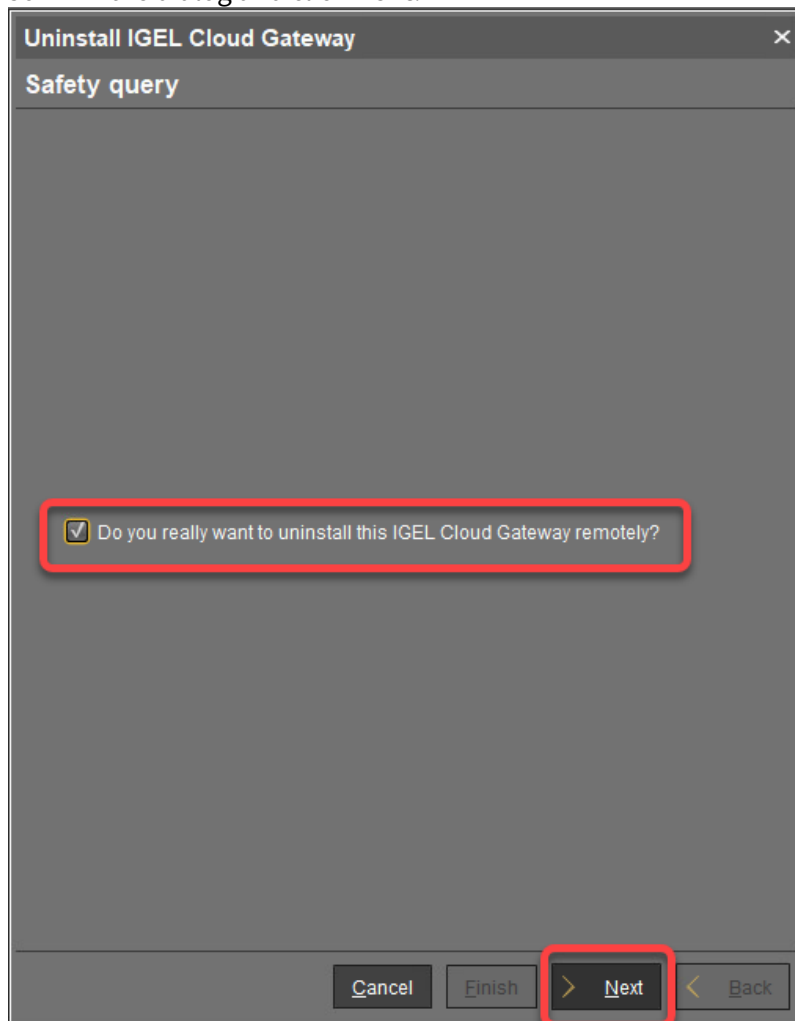 Uninstall IGEL Cloud Gateway
Safety query
Do you really want to uninstall this IGEL Cloud Gateway remotely?
Cancel Finish Next Back